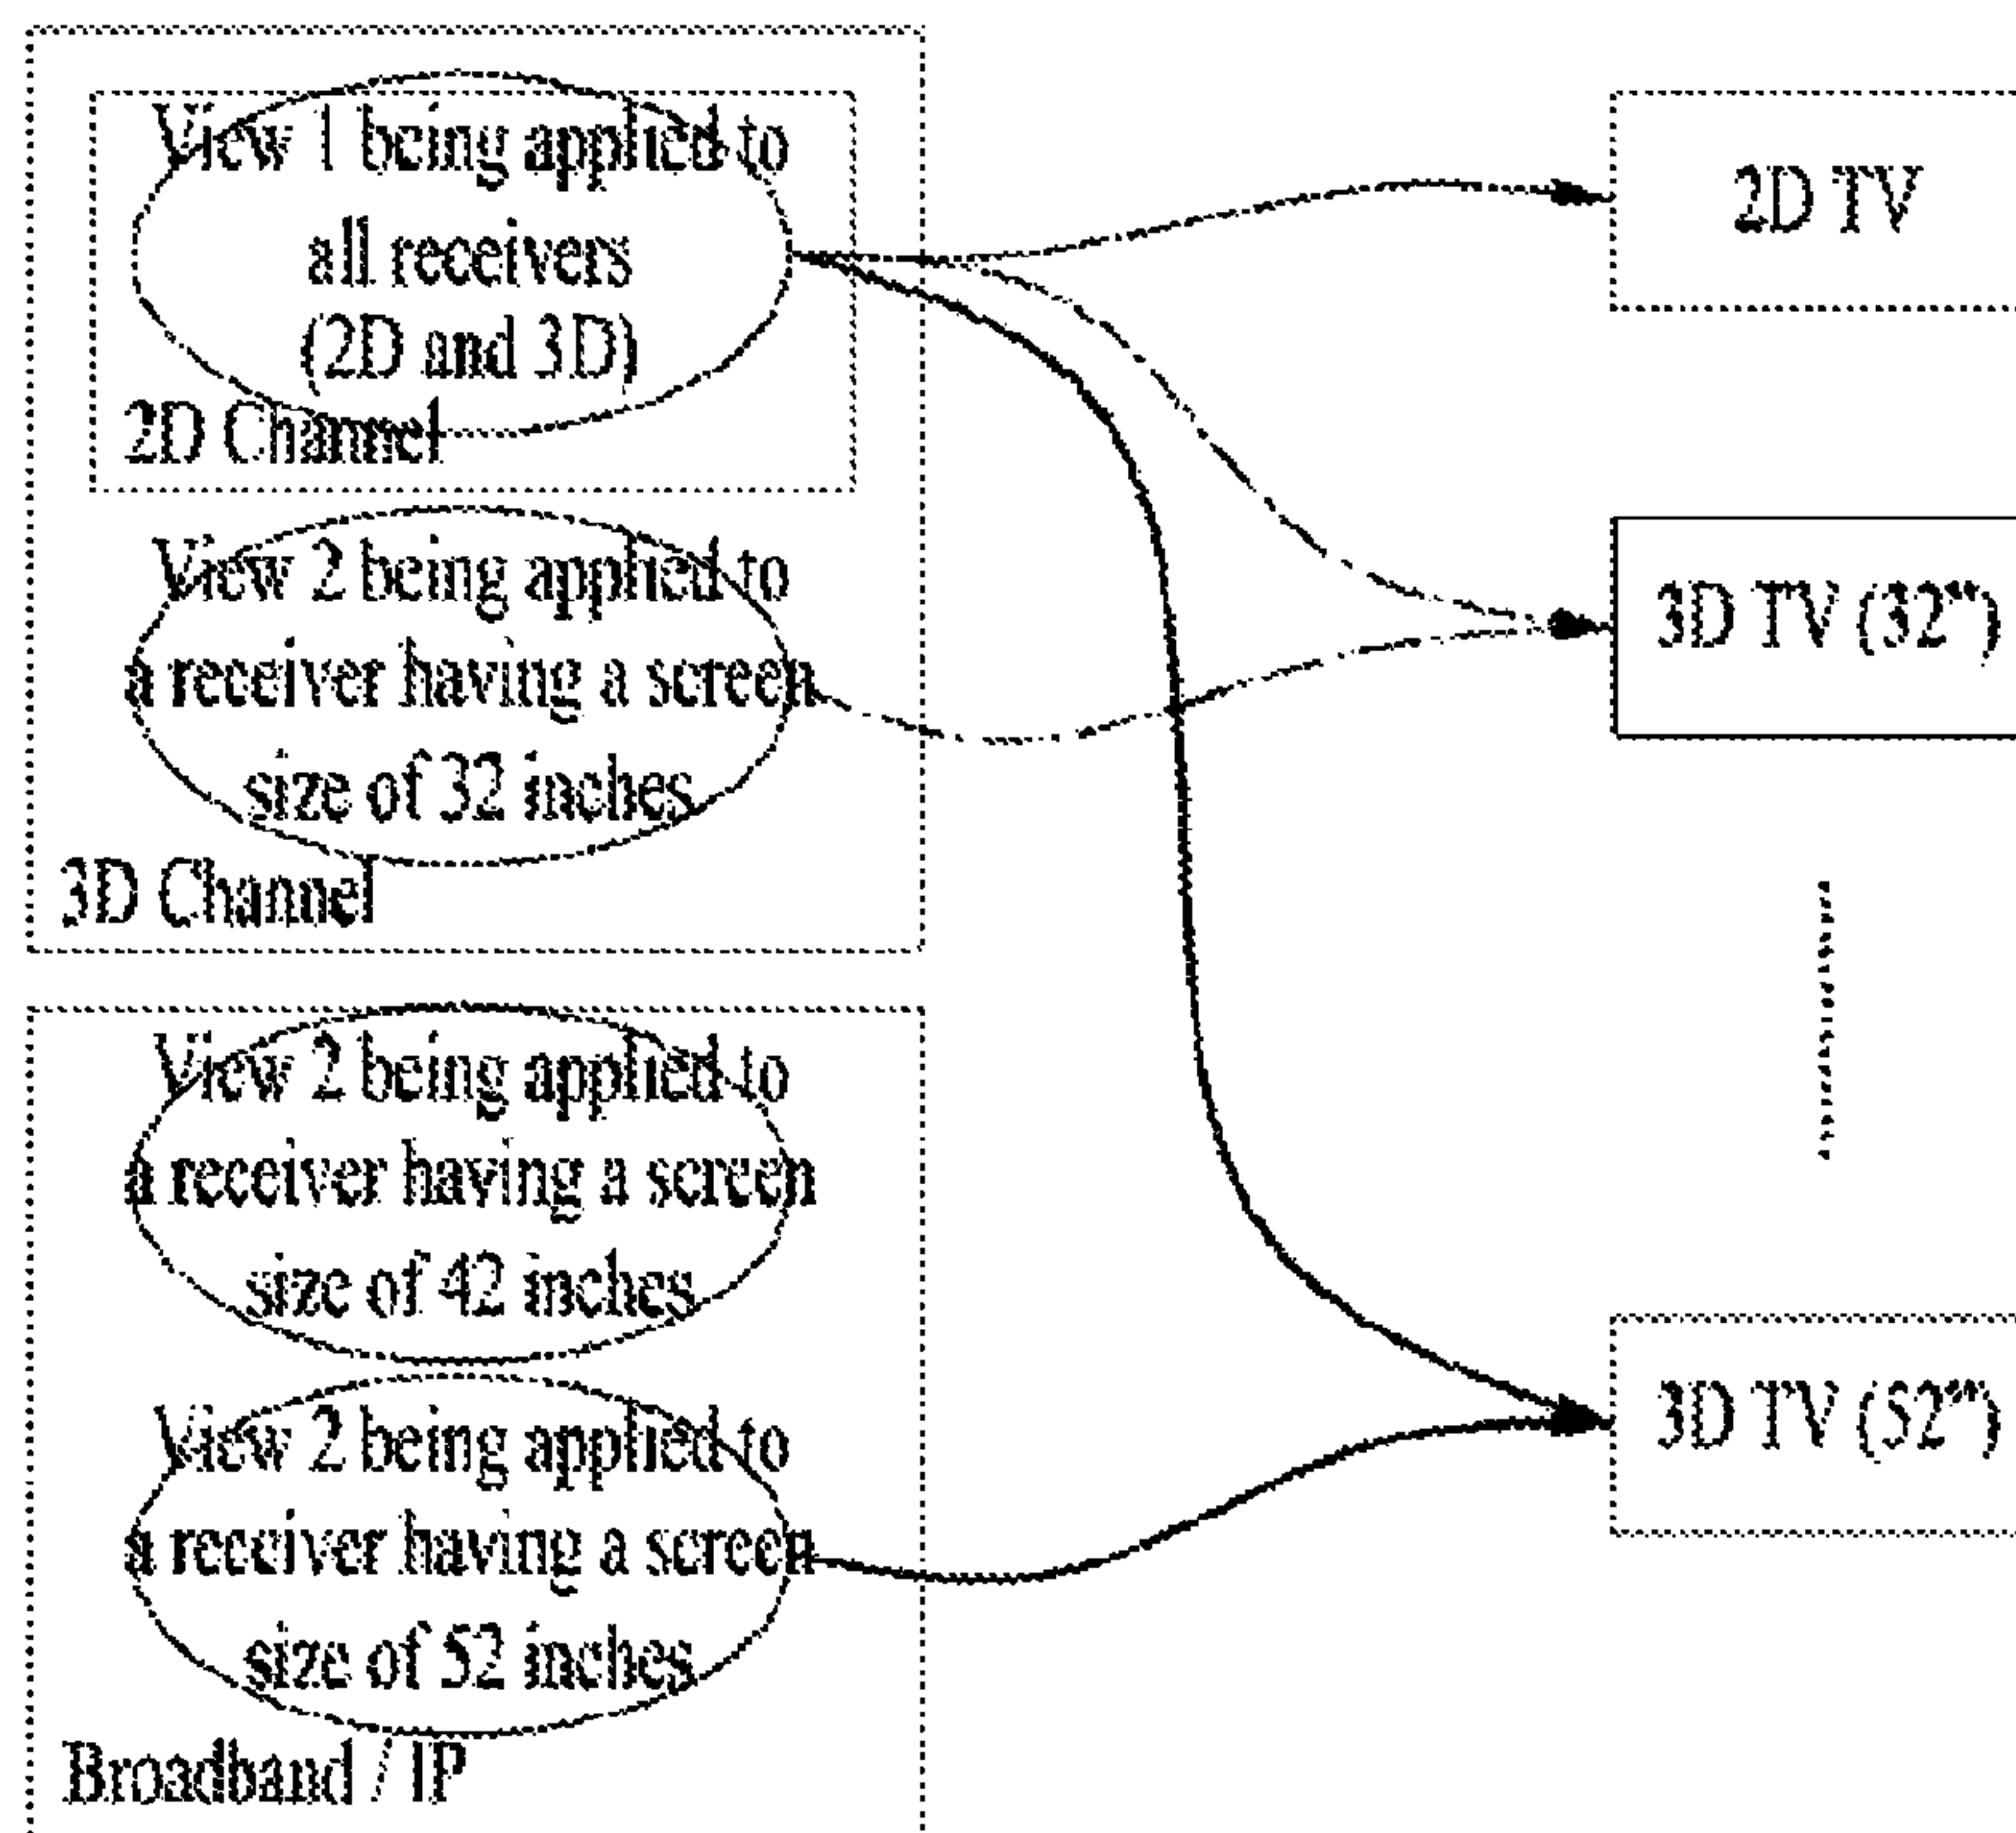 View 1 being applied to
all receivers
(2D and 3D)
2D Channel
View 2 being applied to
a receiver having a screen
size of 32 inches
3D Channel
View 2 being applied to
a receiver having a screen
size of 42 inches
View 2 being applied to
a receiver having a screen
size of 52 inches
Broadband / IP
2D TV
3D TV (32")
3D TV (52")